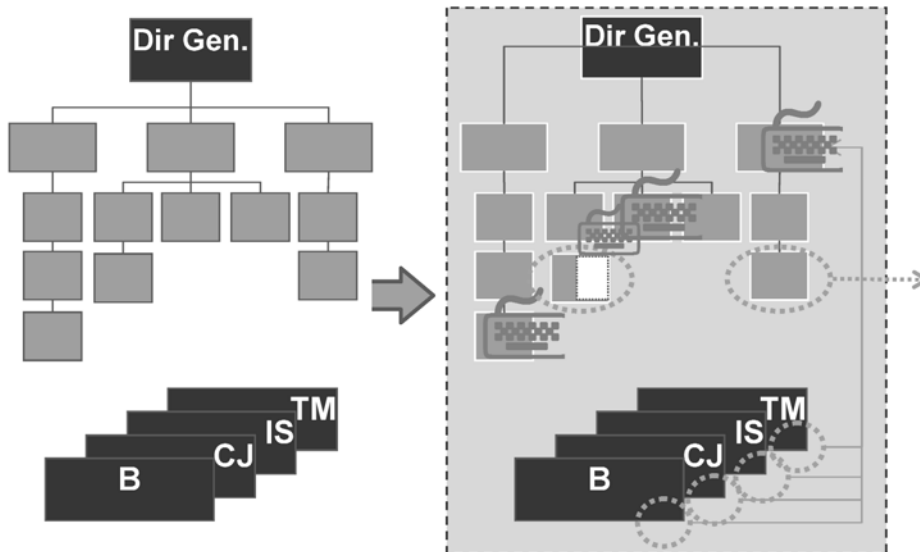 Dir Gen.
TM
IS
CJ
B
Dir Gen.
TM
IS
CJ
B